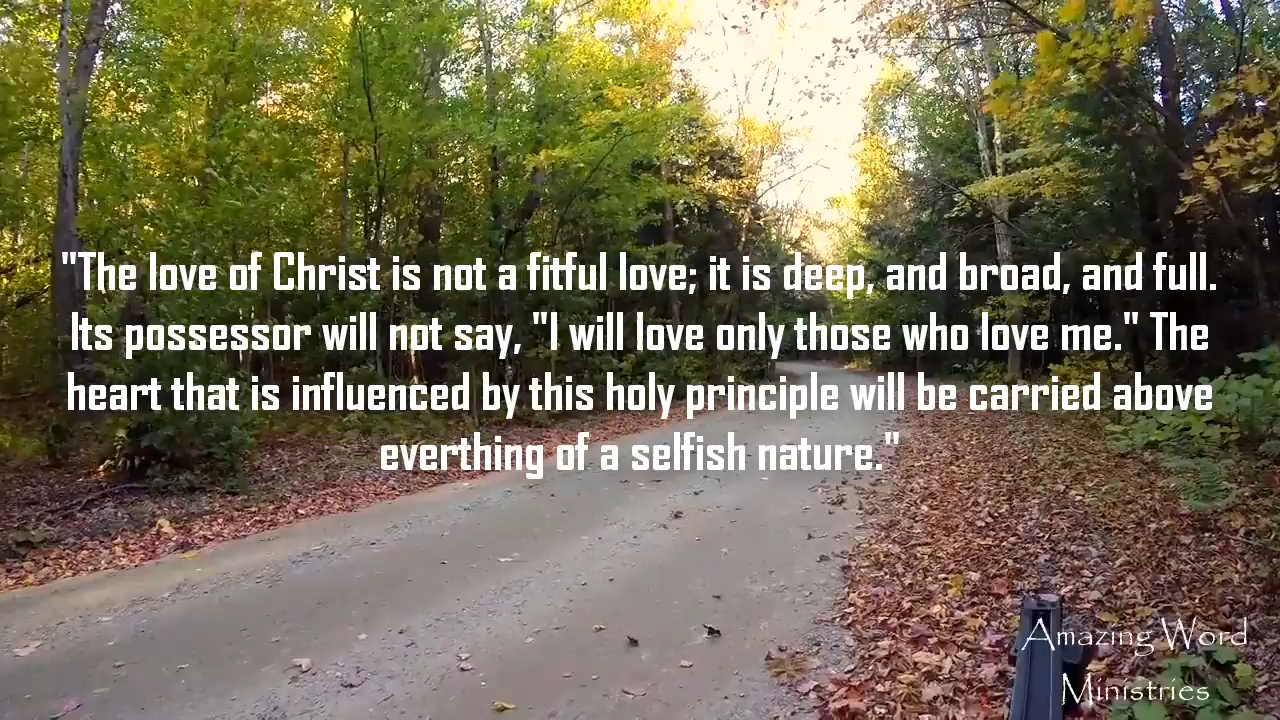 "The love of Christ is not a fitful love; it is deep, and broad, and full.
Its possessor will not say, "I will love only those who love me." The
heart that is influenced by this holy principle will be carried above
everthing of a selfish nature."
Amazing Word
Ministries